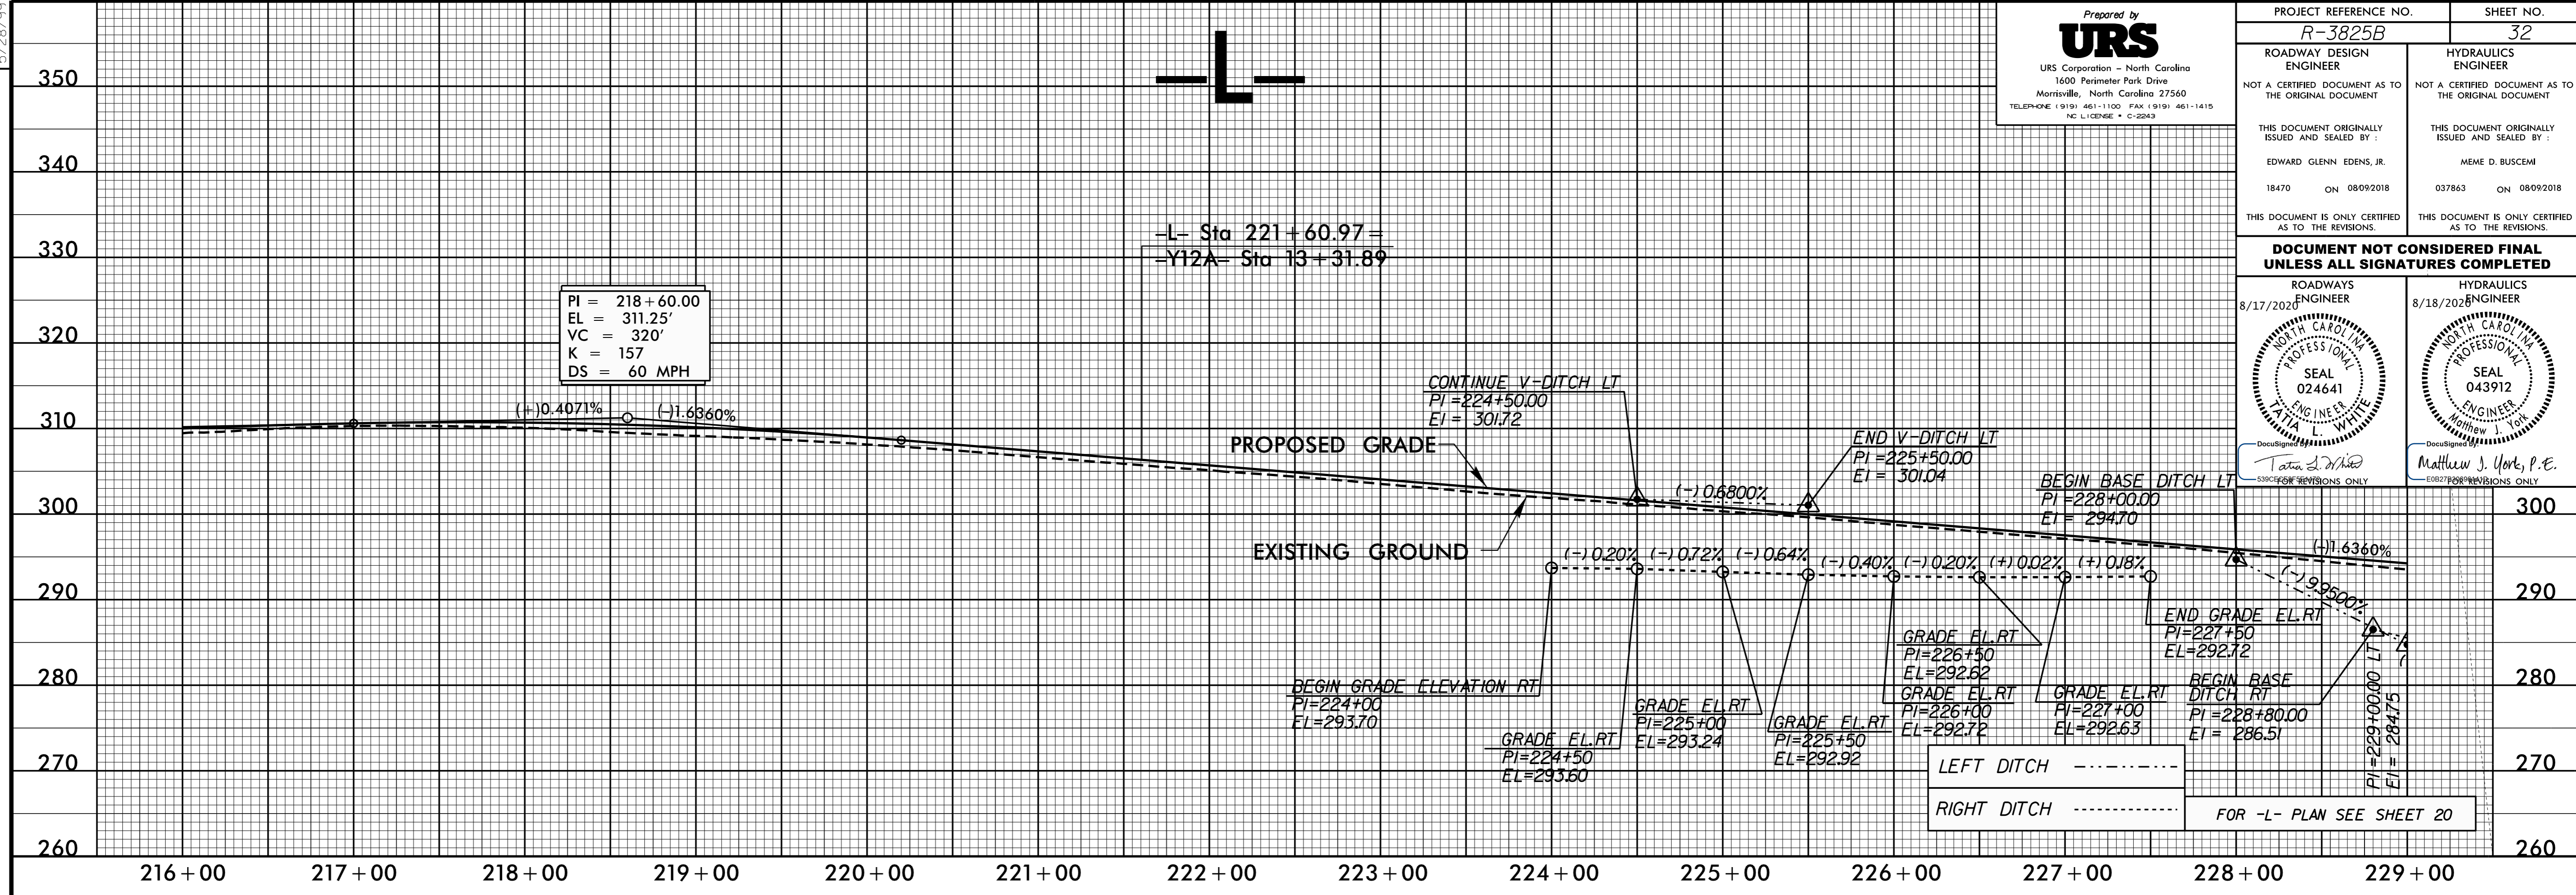 Prepared by
URS
URS Corporation – North Carolina
1600 Perimeter Park Drive
Morrisville, North Carolina 27560
TELEPHONE (919) 461-1100 FAX (919) 461-1415
NC LICENSE • C-2243
PROJECT REFERENCE NO.
SHEET NO.
R-3825B
32
ROADWAY DESIGN
ENGINEER
NOT A CERTIFIED DOCUMENT AS TO
THE ORIGINAL DOCUMENT
THIS DOCUMENT ORIGINALLY
ISSUED AND SEALED BY :
EDWARD GLENN EDENS, JR.
18470 ON 08/09/2018
THIS DOCUMENT IS ONLY CERTIFIED
AS TO THE REVISIONS.
HYDRAULICS
ENGINEER
NOT A CERTIFIED DOCUMENT AS TO
THE ORIGINAL DOCUMENT
THIS DOCUMENT ORIGINALLY
ISSUED AND SEALED BY :
MEME D. BUSCEMI
037863 ON 08/09/2018
THIS DOCUMENT IS ONLY CERTIFIED
AS TO THE REVISIONS.
DOCUMENT NOT CONSIDERED FINAL
UNLESS ALL SIGNATURES COMPLETED
ROADWAYS
ENGINEER
8/17/2020
NORTH CAROLINA
PROFESSIONAL
SEAL
024641
ENGINEER
TATIA L. WHITE
DocuSigned by:
Tatia L. White
FOR REVISIONS ONLY
HYDRAULICS
ENGINEER
8/18/2020
NORTH CAROLINA
PROFESSIONAL
SEAL
043912
ENGINEER
Matthew J. York
DocuSigned by:
Matthew J. York, P.E.
FOR REVISIONS ONLY
–L–
–L– Sta 221+60.97 =
–Y12A– Sta 13+31.89
PI = 218+60.00
EL = 311.25'
VC = 320'
K = 157
DS = 60 MPH
(+)0.4071%
(–)1.6360%
PROPOSED GRADE
EXISTING GROUND
CONTINUE V-DITCH LT
PI =224+50.00
El = 301.72
(-)0.6800%
END V-DITCH LT
PI =225+50.00
El = 301.04
BEGIN BASE DITCH LT
PI =228+00.00
El = 294.70
(–)1.6360%
(-)9.9500%
(-)0.20%
(-)0.72%
(-)0.64%
(-)0.40%
(-)0.20%
(+)0.02%
(+)0.18%
BEGIN GRADE ELEVATION RT
PI=224+00
EL=293.70
GRADE EL.RT
PI=224+50
EL=293.60
GRADE EL.RT
PI=225+00
EL=293.24
GRADE EL.RT
PI=225+50
EL=292.92
GRADE EL.RT
PI=226+50
EL=292.62
GRADE EL.RT
PI=226+00
EL=292.72
GRADE EL.RT
PI=227+00
EL=292.63
END GRADE EL.RT
PI=227+50
EL=292.72
BEGIN BASE
DITCH RT
PI =228+80.00
El = 286.51
PI =229+00.00 LT
El = 284.75
LEFT DITCH
RIGHT DITCH
FOR -L- PLAN SEE SHEET 20
350
340
330
320
310
300
290
280
270
260
300
290
280
270
260
216+00 217+00 218+00 219+00 220+00 221+00 222+00 223+00 224+00 225+00 226+00 227+00 228+00 229+00